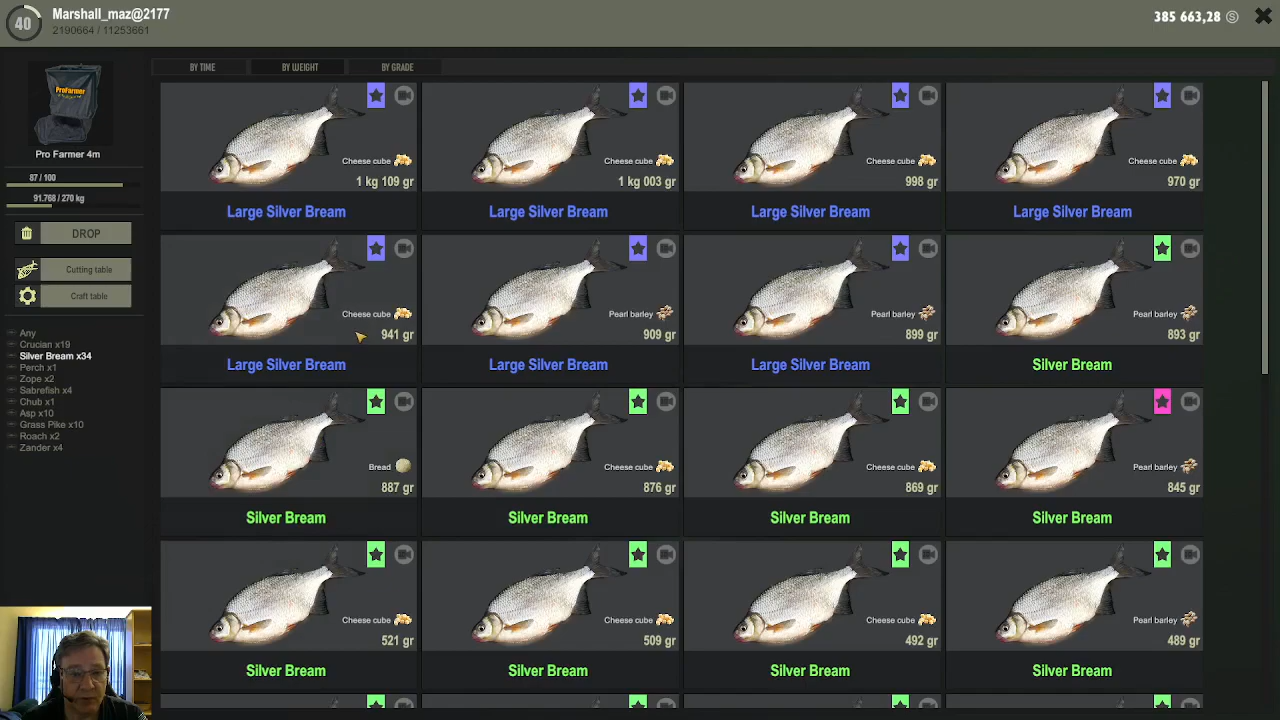 40
Marshall_maz@2177
2190664 / 11253661
385 663,28
ProFarmer
Pro Farmer 4m
87 / 100
91.768 / 270 kg
DROP
Cutting table
Craft table
Any
Crucian x19
Silver Bream x34
Perch x1
Zope x2
Sabrefish x4
Chub x1
Asp x10
Grass Pike x10
Roach x2
Zander x4
BY TIME BY WEIGHT BY GRADE
Cheese cube Cheese cube Cheese cube Cheese cube
1 kg 109 gr 1 kg 003 gr 998 gr 970 gr
Large Silver Bream Large Silver Bream Large Silver Bream Large Silver Bream
Cheese cube Pearl barley Pearl barley Pearl barley
941 gr 909 gr 899 gr 893 gr
Large Silver Bream Large Silver Bream Large Silver Bream Silver Bream
Bread Cheese cube Cheese cube Pearl barley
887 gr 876 gr 869 gr 845 gr
Silver Bream Silver Bream Silver Bream Silver Bream
Cheese cube Cheese cube Cheese cube Pearl barley
521 gr 509 gr 492 gr 489 gr
Silver Bream Silver Bream Silver Bream Silver Bream